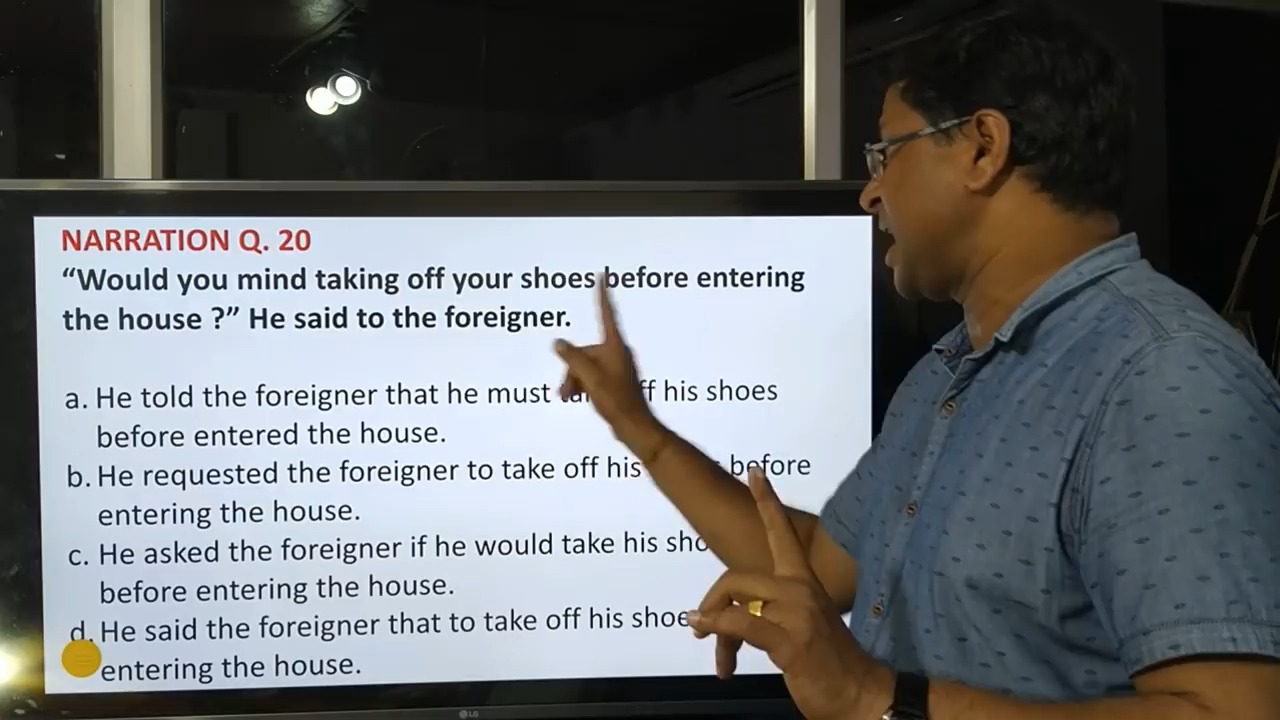 NARRATION Q. 20
“Would you mind taking off your shoes before entering
the house ?” He said to the foreigner.
a. He told the foreigner that he must his shoes
before entered the house.
b. He requested the foreigner to take off his before
entering the house.
c. He asked the foreigner if he would take his
before entering the house.
d. He said the foreigner that to take off his
entering the house.
LG